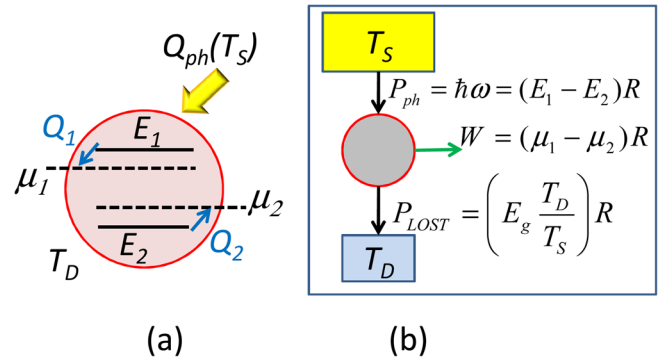 Q_ph(T_S)
Q_1
E_1
μ_1
μ_2
E_2
Q_2
T_D
(a)
T_S
P_ph = ħω = (E_1 − E_2)R
W = (μ_1 − μ_2)R
P_LOST = (E_g T_D/T_S) R
T_D
(b)